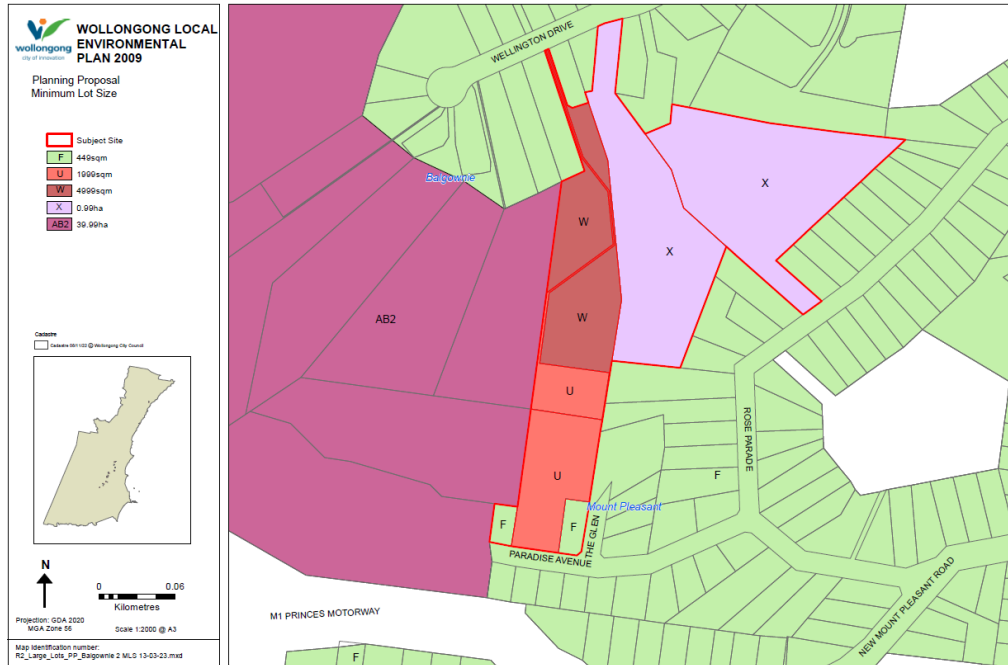 wollongong
city of innovation
WOLLONGONG LOCAL
ENVIRONMENTAL
PLAN 2009
Planning Proposal
Minimum Lot Size
Subject Site
F 449sqm
U 1999sqm
W 4999sqm
X 0.99ha
AB2 39.99ha
Cadastre
Cadastre 08/11/22 © Wollongong City Council
N
0 0.06
Kilometres
Projection: GDA 2020
MGA Zone 56
Scale 1:2000 @ A3
Map Identification number:
R2_Large_Lots_PP_Balgownie 2 MLS 13-03-23.mxd
WELLINGTON DRIVE
Balgownie
X
W
X
AB2
W
U
ROSE PARADE
U
F
Mount Pleasant
F
F
THE GLEN
PARADISE AVENUE
NEW MOUNT PLEASANT ROAD
M1 PRINCES MOTORWAY
F